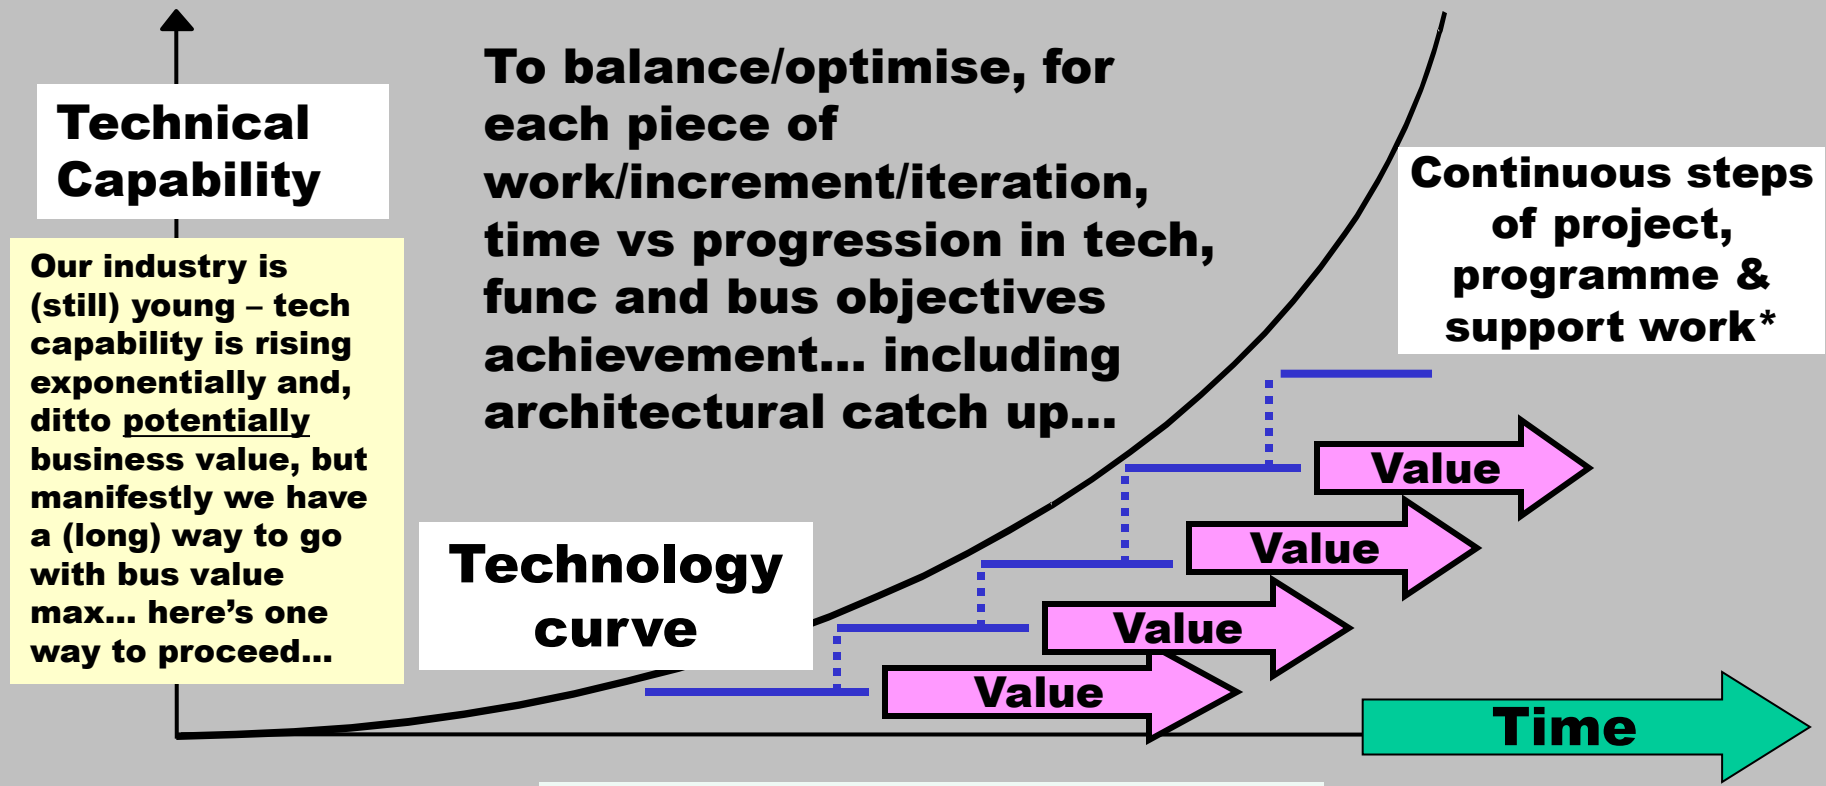 Technical
Capability
Our industry is
(still) young – tech
capability is rising
exponentially and,
ditto potentially
business value, but
manifestly we have
a (long) way to go
with bus value
max... here’s one
way to proceed...
To balance/optimise, for
each piece of
work/increment/iteration,
time vs progression in tech,
func and bus objectives
achievement... including
architectural catch up...
Continuous steps
of project,
programme &
support work*
Technology
curve
Value
Value
Value
Value
Time